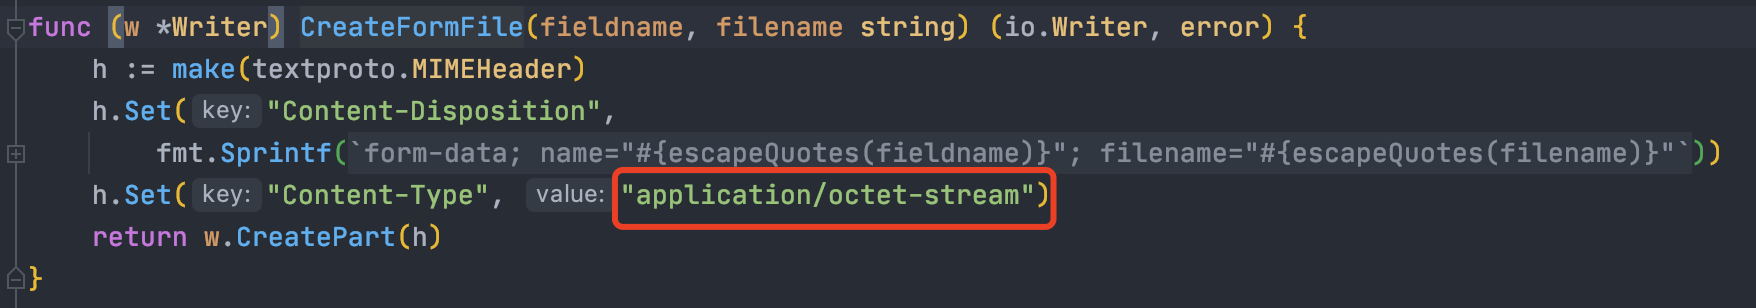 func (w *Writer) CreateFormFile(fieldname, filename string) (io.Writer, error) {
h := make(textproto.MIMEHeader)
h.Set( key: "Content-Disposition",
fmt.Sprintf(`form-data; name="#{escapeQuotes(fieldname)}"; filename="#{escapeQuotes(filename)}"`))
h.Set( key: "Content-Type", value: "application/octet-stream")
return w.CreatePart(h)
}